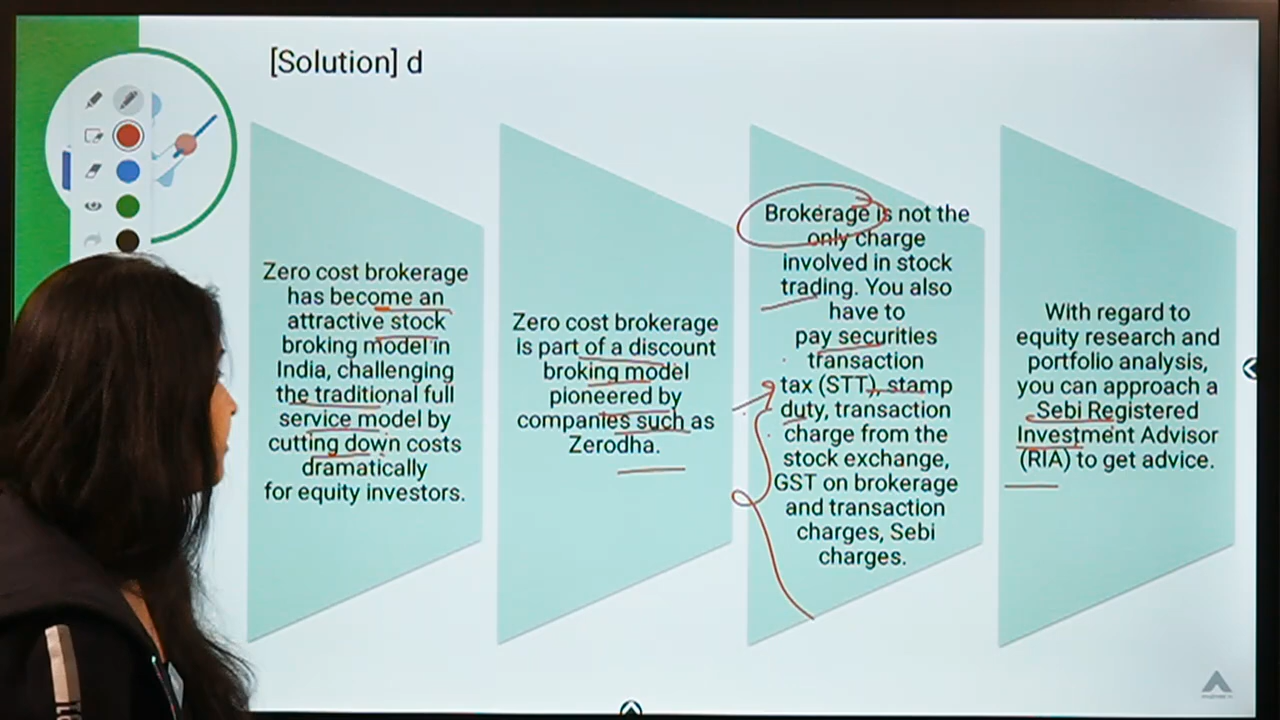 [Solution] d
Zero cost brokerage
has become an
attractive stock
broking model in
India, challenging
the traditional full
service model by
cutting down costs
dramatically
for equity investors.
Zero cost brokerage
is part of a discount
broking model
pioneered by
companies such as
Zerodha.
Brokerage is not the
only charge
involved in stock
trading. You also
have to
pay securities
transaction
tax (STT), stamp
duty, transaction
charge from the
stock exchange,
GST on brokerage
and transaction
charges, Sebi
charges.
With regard to
equity research and
portfolio analysis,
you can approach a
Sebi Registered
Investment Advisor
(RIA) to get advice.